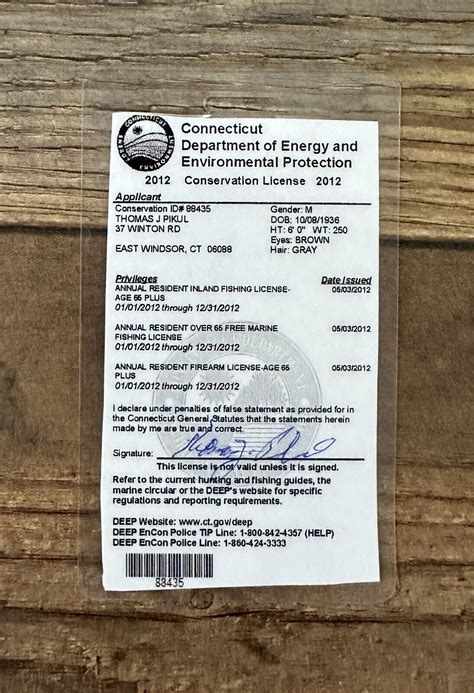 Connecticut
Department of Energy and
Environmental Protection
2012 Conservation License 2012
Applicant
Conservation ID# 88435 Gender: M
THOMAS J PIKUL DOB: 10/08/1936
37 WINTON RD HT: 6' 0" WT: 250
Eyes: BROWN
EAST WINDSOR, CT 06088 Hair: GRAY
Privileges Date Issued
ANNUAL RESIDENT INLAND FISHING LICENSE- 05/03/2012
AGE 65 PLUS
01/01/2012 through 12/31/2012
ANNUAL RESIDENT OVER 65 FREE MARINE 05/03/2012
FISHING LICENSE
01/01/2012 through 12/31/2012
ANNUAL RESIDENT FIREARM LICENSE-AGE 65 05/03/2012
PLUS
01/01/2012 through 12/31/2012
I declare under penalties of false statement as provided for in
the Connecticut General Statutes that the statements herein
made by me are true and correct.
Signature:
This license is not valid unless it is signed.
Refer to the current hunting and fishing guides, the
marine circular or the DEEP's website for specific
regulations and reporting requirements.
DEEP Website: www.ct.gov/deep
DEEP EnCon Police TIP Line: 1-800-842-4357 (HELP)
DEEP EnCon Police Line: 1-860-424-3333
88435